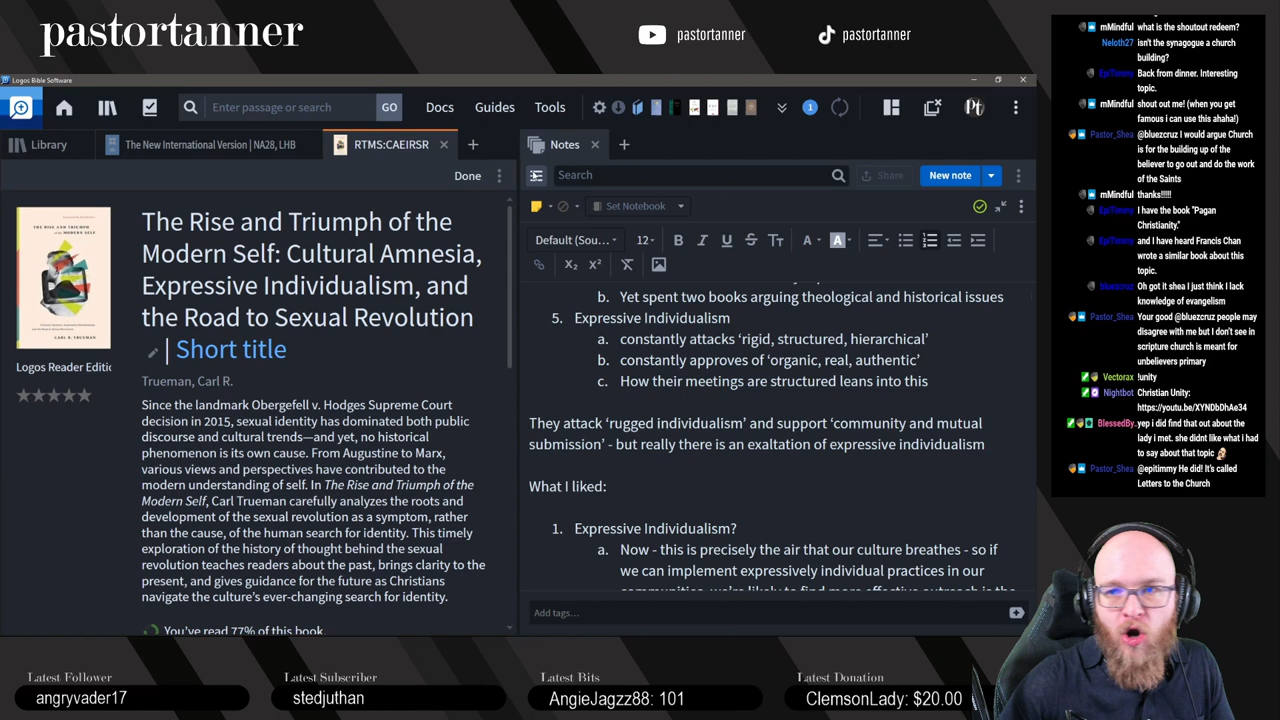 pastortanner
pastortanner
pastortanner
Logos Bible Software
Enter passage or search
GO
Docs
Guides
Tools
1
Library
The New International Version | NA28, LHB
RTMS:CAEIRSR
Done
THE RISE AND TRIUMPH OF
THE MODERN SELF
CARL R. TRUEMAN
Logos Reader Editic
The Rise and Triumph of the
Modern Self: Cultural Amnesia,
Expressive Individualism, and
the Road to Sexual Revolution
| Short title
Trueman, Carl R.
Since the landmark Obergefell v. Hodges Supreme Court
decision in 2015, sexual identity has dominated both public
discourse and cultural trends—and yet, no historical
phenomenon is its own cause. From Augustine to Marx,
various views and perspectives have contributed to the
modern understanding of self. In The Rise and Triumph of the
Modern Self, Carl Trueman carefully analyzes the roots and
development of the sexual revolution as a symptom, rather
than the cause, of the human search for identity. This timely
exploration of the history of thought behind the sexual
revolution teaches readers about the past, brings clarity to the
present, and gives guidance for the future as Christians
navigate the culture's ever-changing search for identity.
You've read 77% of this book.
Notes
Search
Share
New note
Set Notebook
Default (Sou...
12
B I U Tt A A
X₂ X²
b. Yet spent two books arguing theological and historical issues
5. Expressive Individualism
a. constantly attacks 'rigid, structured, hierarchical'
b. constantly approves of 'organic, real, authentic'
c. How their meetings are structured leans into this
They attack 'rugged individualism' and support 'community and mutual
submission' - but really there is an exaltation of expressive individualism
What I liked:
1. Expressive Individualism?
a. Now - this is precisely the air that our culture breathes - so if
we can implement expressively individual practices in our
Add tags...
mMindful what is the shoutout redeem?
Neloth27 isn't the synagogue a church
building?
EpiTimmy Back from dinner. Interesting
topic.
mMindful shout out me! (when you get
famous i can use this ahaha!)
Pastor_Shea @bluezcruz I would argue Church
is for the building up of the
believer to go out and do the work
of the Saints
mMindful thanks!!!!!
EpiTimmy I have the book "Pagan
Christianity."
EpiTimmy and I have heard Francis Chan
wrote a similar book about this
topic.
bluezcruz Oh got it shea I just think I lack
knowledge of evangelism
Pastor_Shea Your good @bluezcruz people may
disagree with me but I don't see in
scripture church is meant for
unbelievers primary
Vectorax !unity
Nightbot Christian Unity:
https://youtu.be/XYNDbDhAe34
BlessedBy.. yep i did find that out about the
lady i met. she didnt like what i had
to say about that topic
Pastor_Shea @epitimmy He did! It's called
Letters to the Church
Latest Follower
angryvader17
Latest Subscriber
stedjuthan
Latest Bits
AngieJagzz88: 101
Latest Donation
ClemsonLady: $20.00